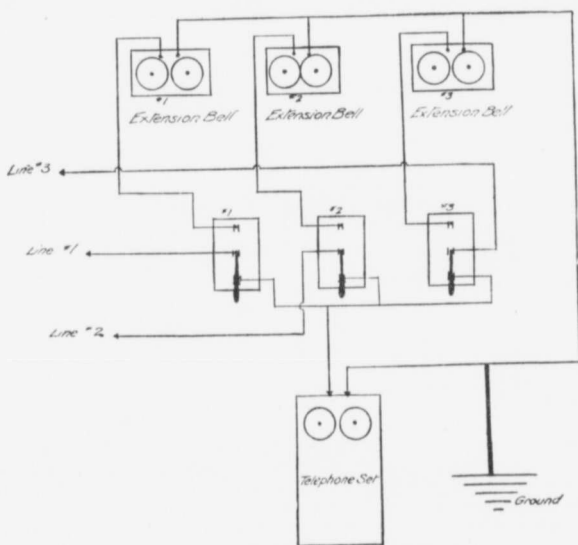 #1
#2
#3
Extension Bell
Extension Bell
Extension Bell
Line #3
#1
#2
#3
Line #1
Line #2
Telephone Set
Ground